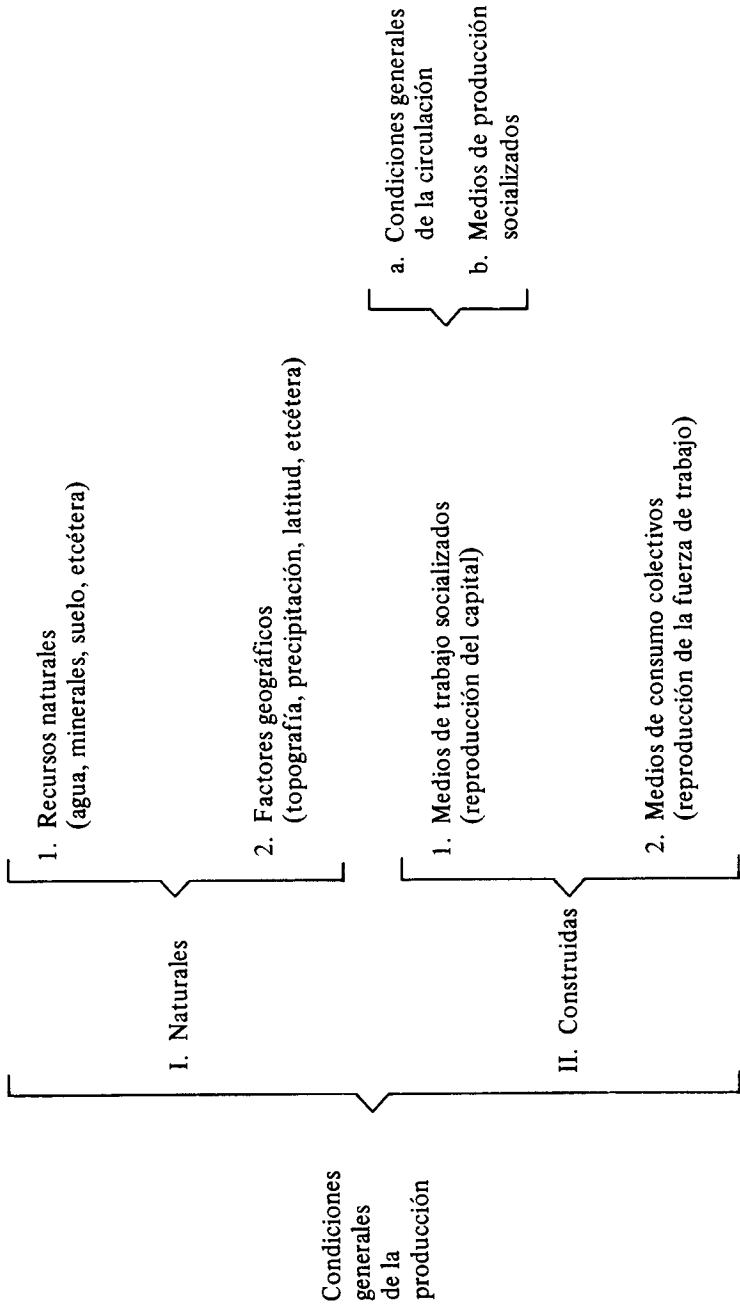 Condiciones
generales
de la
producción
I. Naturales
1. Recursos naturales
(agua, minerales, suelo, etcétera)
2. Factores geográficos
(topografía, precipitación, latitud, etcétera)
II. Construidas
1. Medios de trabajo socializados
(reproducción del capital)
a. Condiciones generales
de la circulación
b. Medios de producción
socializados
2. Medios de consumo colectivos
(reproducción de la fuerza de trabajo)